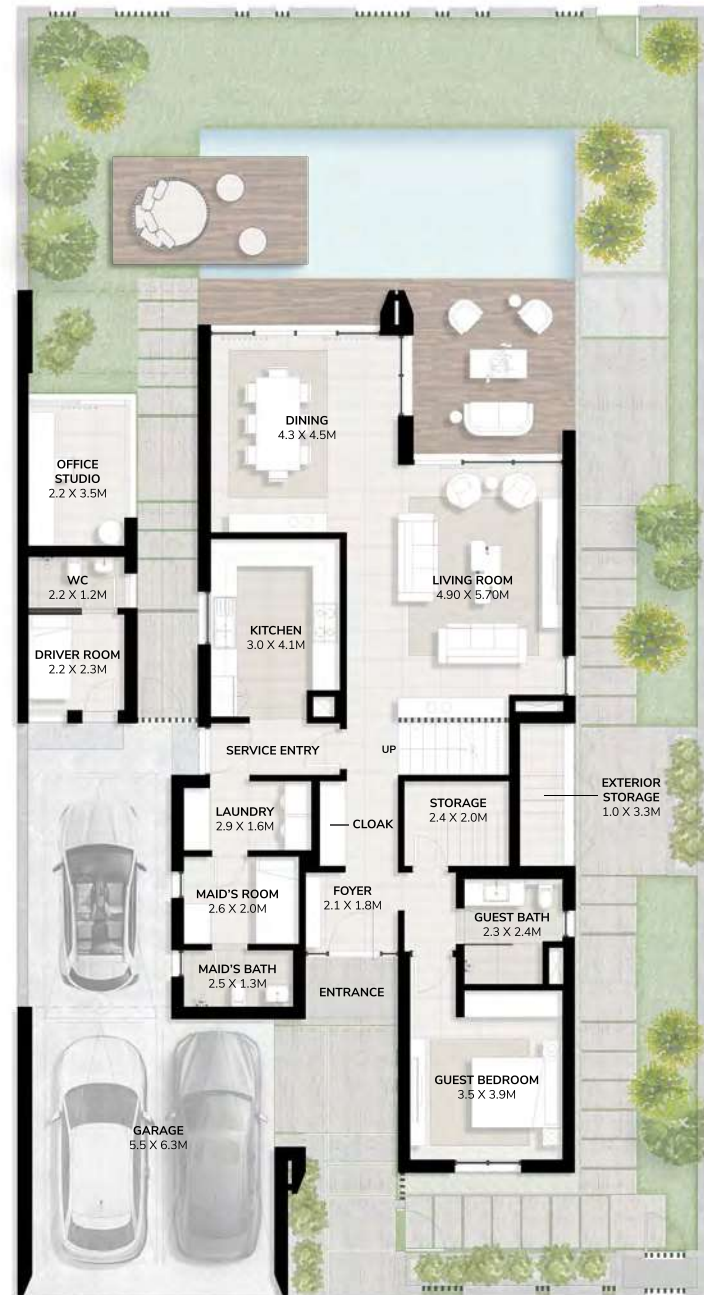 DINING
4.3 X 4.5M
OFFICE
STUDIO
2.2 X 3.5M
WC
2.2 X 1.2M
LIVING ROOM
4.90 X 5.70M
KITCHEN
3.0 X 4.1M
DRIVER ROOM
2.2 X 2.3M
SERVICE ENTRY
UP
EXTERIOR
STORAGE
1.0 X 3.3M
LAUNDRY
2.9 X 1.6M
CLOAK
STORAGE
2.4 X 2.0M
MAID'S ROOM
2.6 X 2.0M
FOYER
2.1 X 1.8M
GUEST BATH
2.3 X 2.4M
MAID'S BATH
2.5 X 1.3M
ENTRANCE
GUEST BEDROOM
3.5 X 3.9M
GARAGE
5.5 X 6.3M